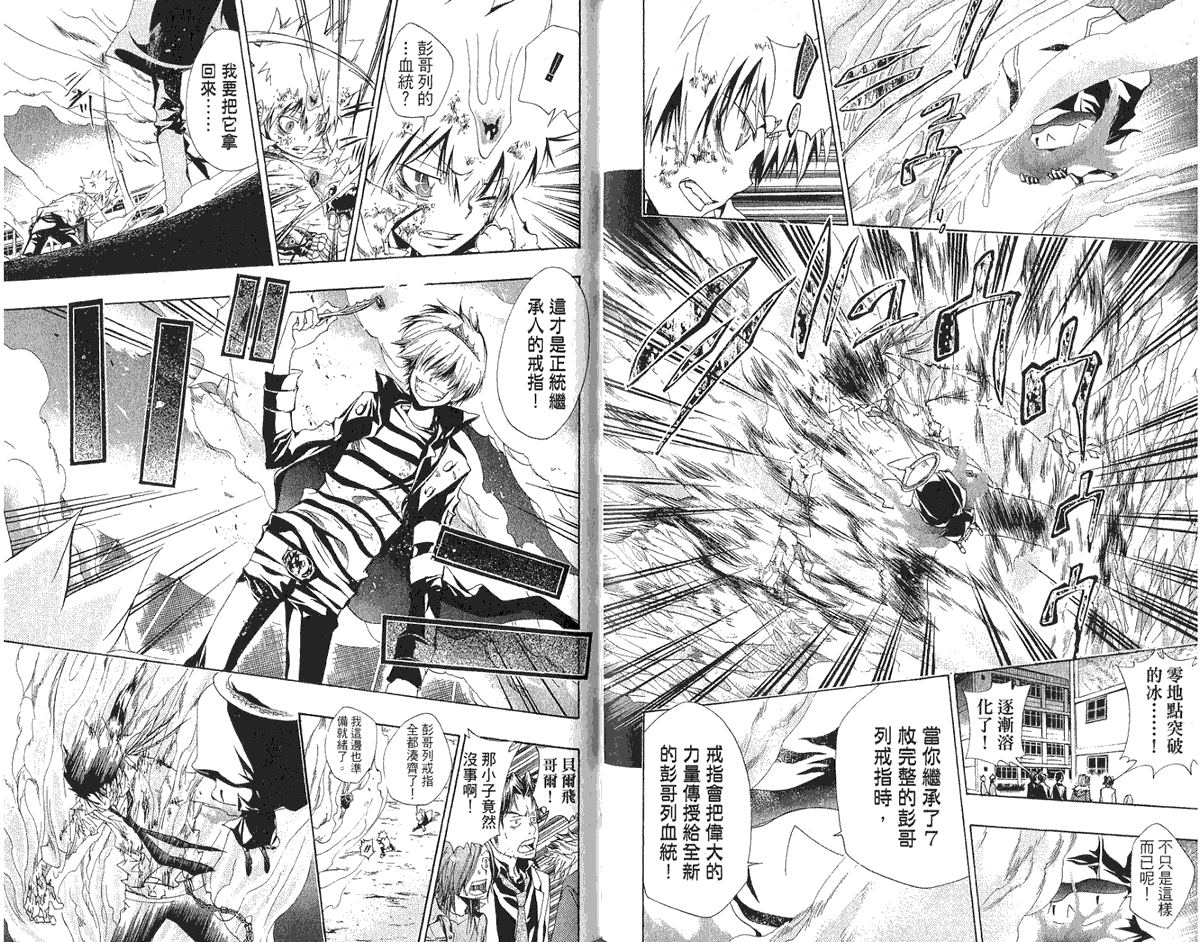 零地點突破
的冰……！
逐漸溶
化了！
不只是這樣
而已呢！
當你繼承了7
枚完整的彭哥
列戒指時，
戒指會把偉大的
力量傳授給全新
的彭哥列血統！
！
彭哥列的
…血統？
我要把它拿
回來……
這才是正統繼
承人的戒指！
貝爾飛
哥爾！
那小子竟然
沒事啊！
彭哥列戒指
全都湊齊了！
我這邊也準
備就緒了。